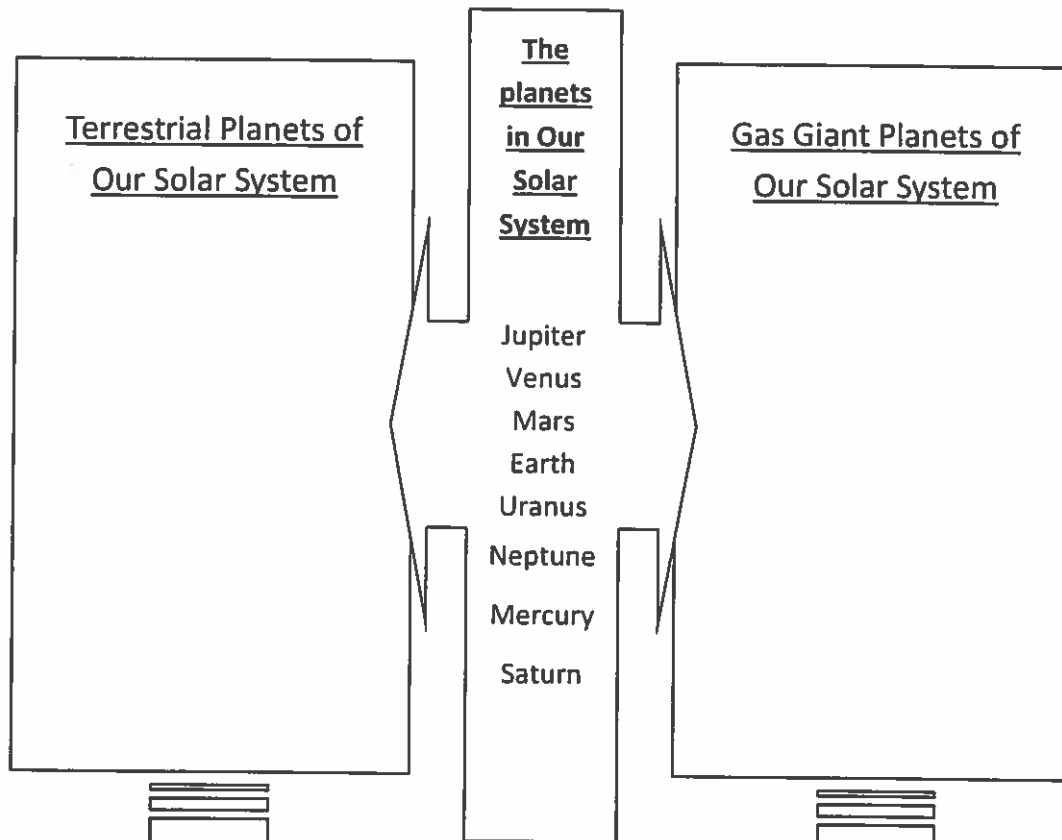 Terrestrial Planets of
Our Solar System
The
planets
in Our
Solar
System
Jupiter
Venus
Mars
Earth
Uranus
Neptune
Mercury
Saturn
Gas Giant Planets of
Our Solar System